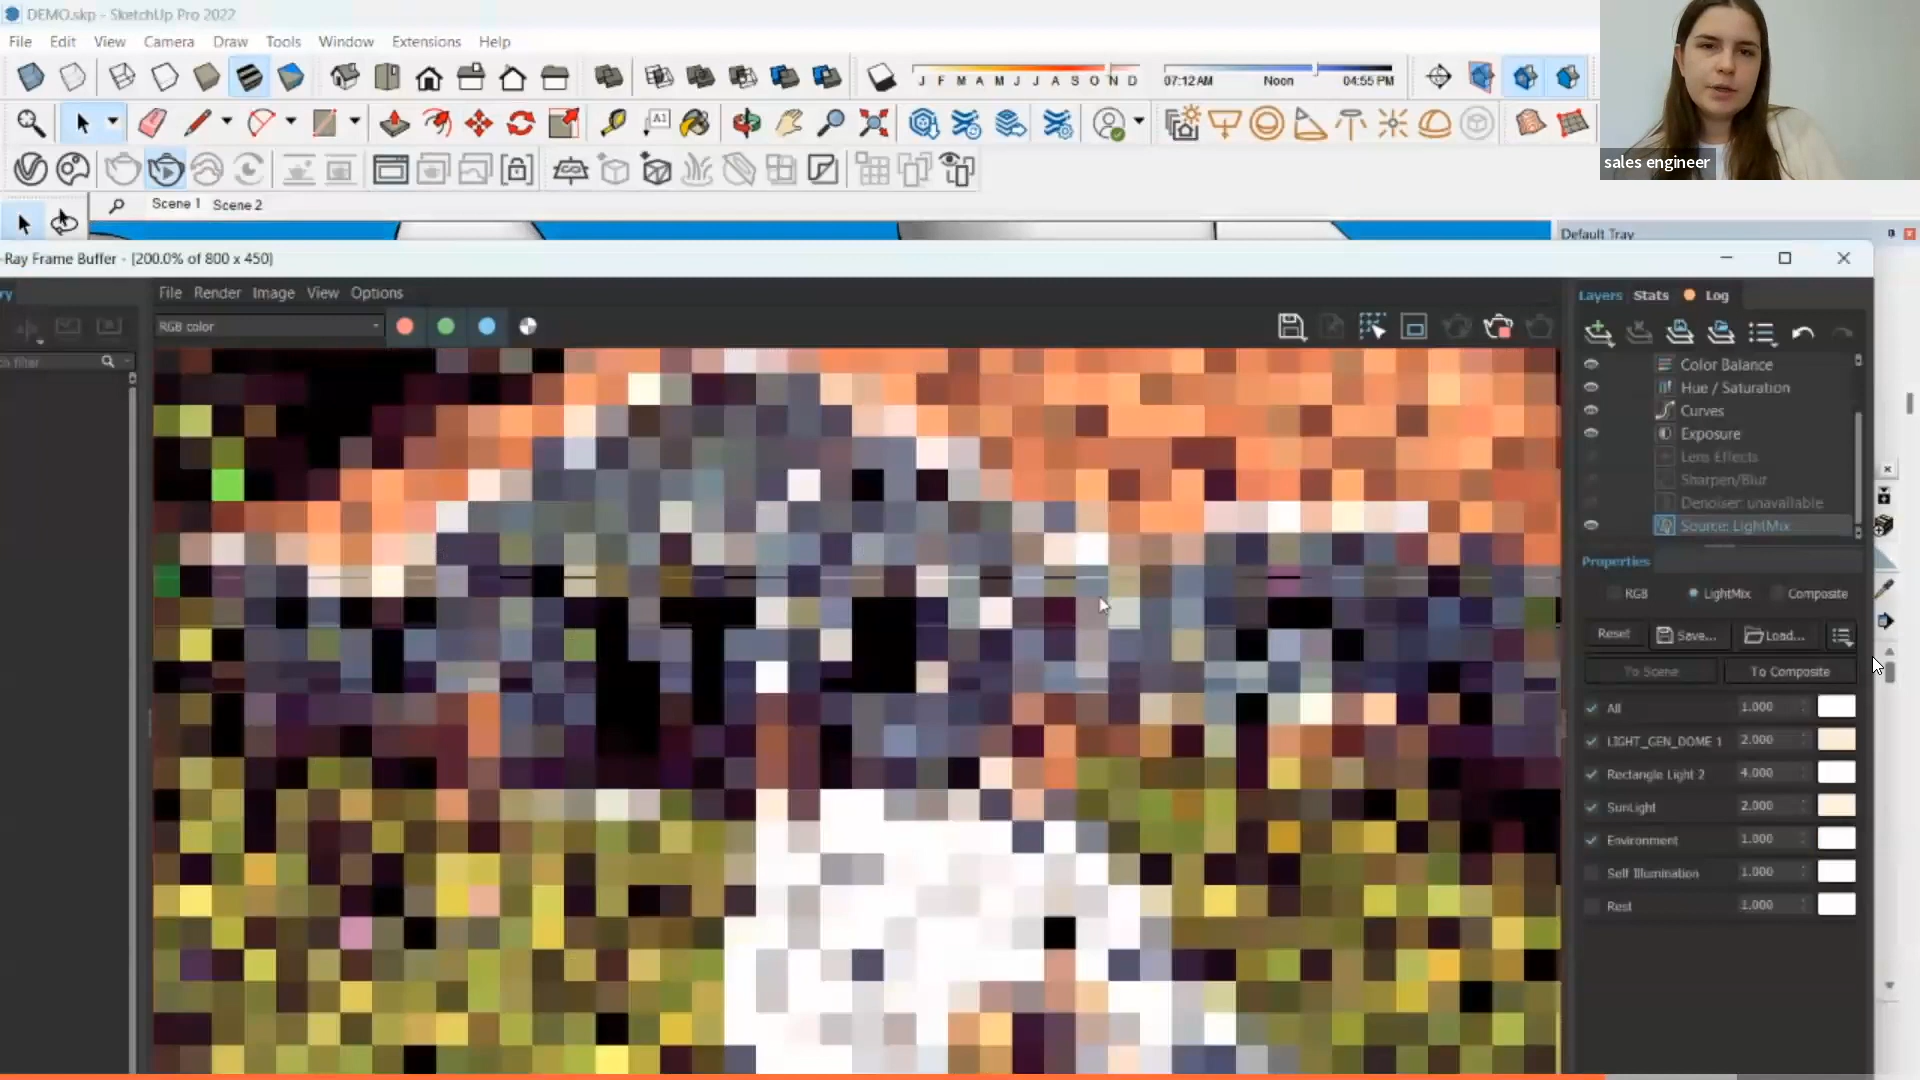 DEMO.skp - SketchUp Pro 2022
File Edit View Camera Draw Tools Window Extensions Help
J F M A M J J A S O N D
07:12 AM Noon 04:55 PM
A1
sales engineer
Scene 1 Scene 2
Default Tray
-Ray Frame Buffer - [200.0% of 800 x 450]
File Render Image View Options
Layers Stats Log
RGB color
ch filter
Color Balance
Hue / Saturation
Curves
Exposure
Lens Effects
Sharpen/Blur
Denoiser: unavailable
Source: LightMix
Properties
RGB LightMix Composite
Reset Save... Load...
To Scene To Composite
All 1.000
LIGHT_GEN_DOME 1 2.000
Rectangle Light 2 4.000
SunLight 2.000
Environment 1.000
Self Illumination 1.000
Rest 1.000